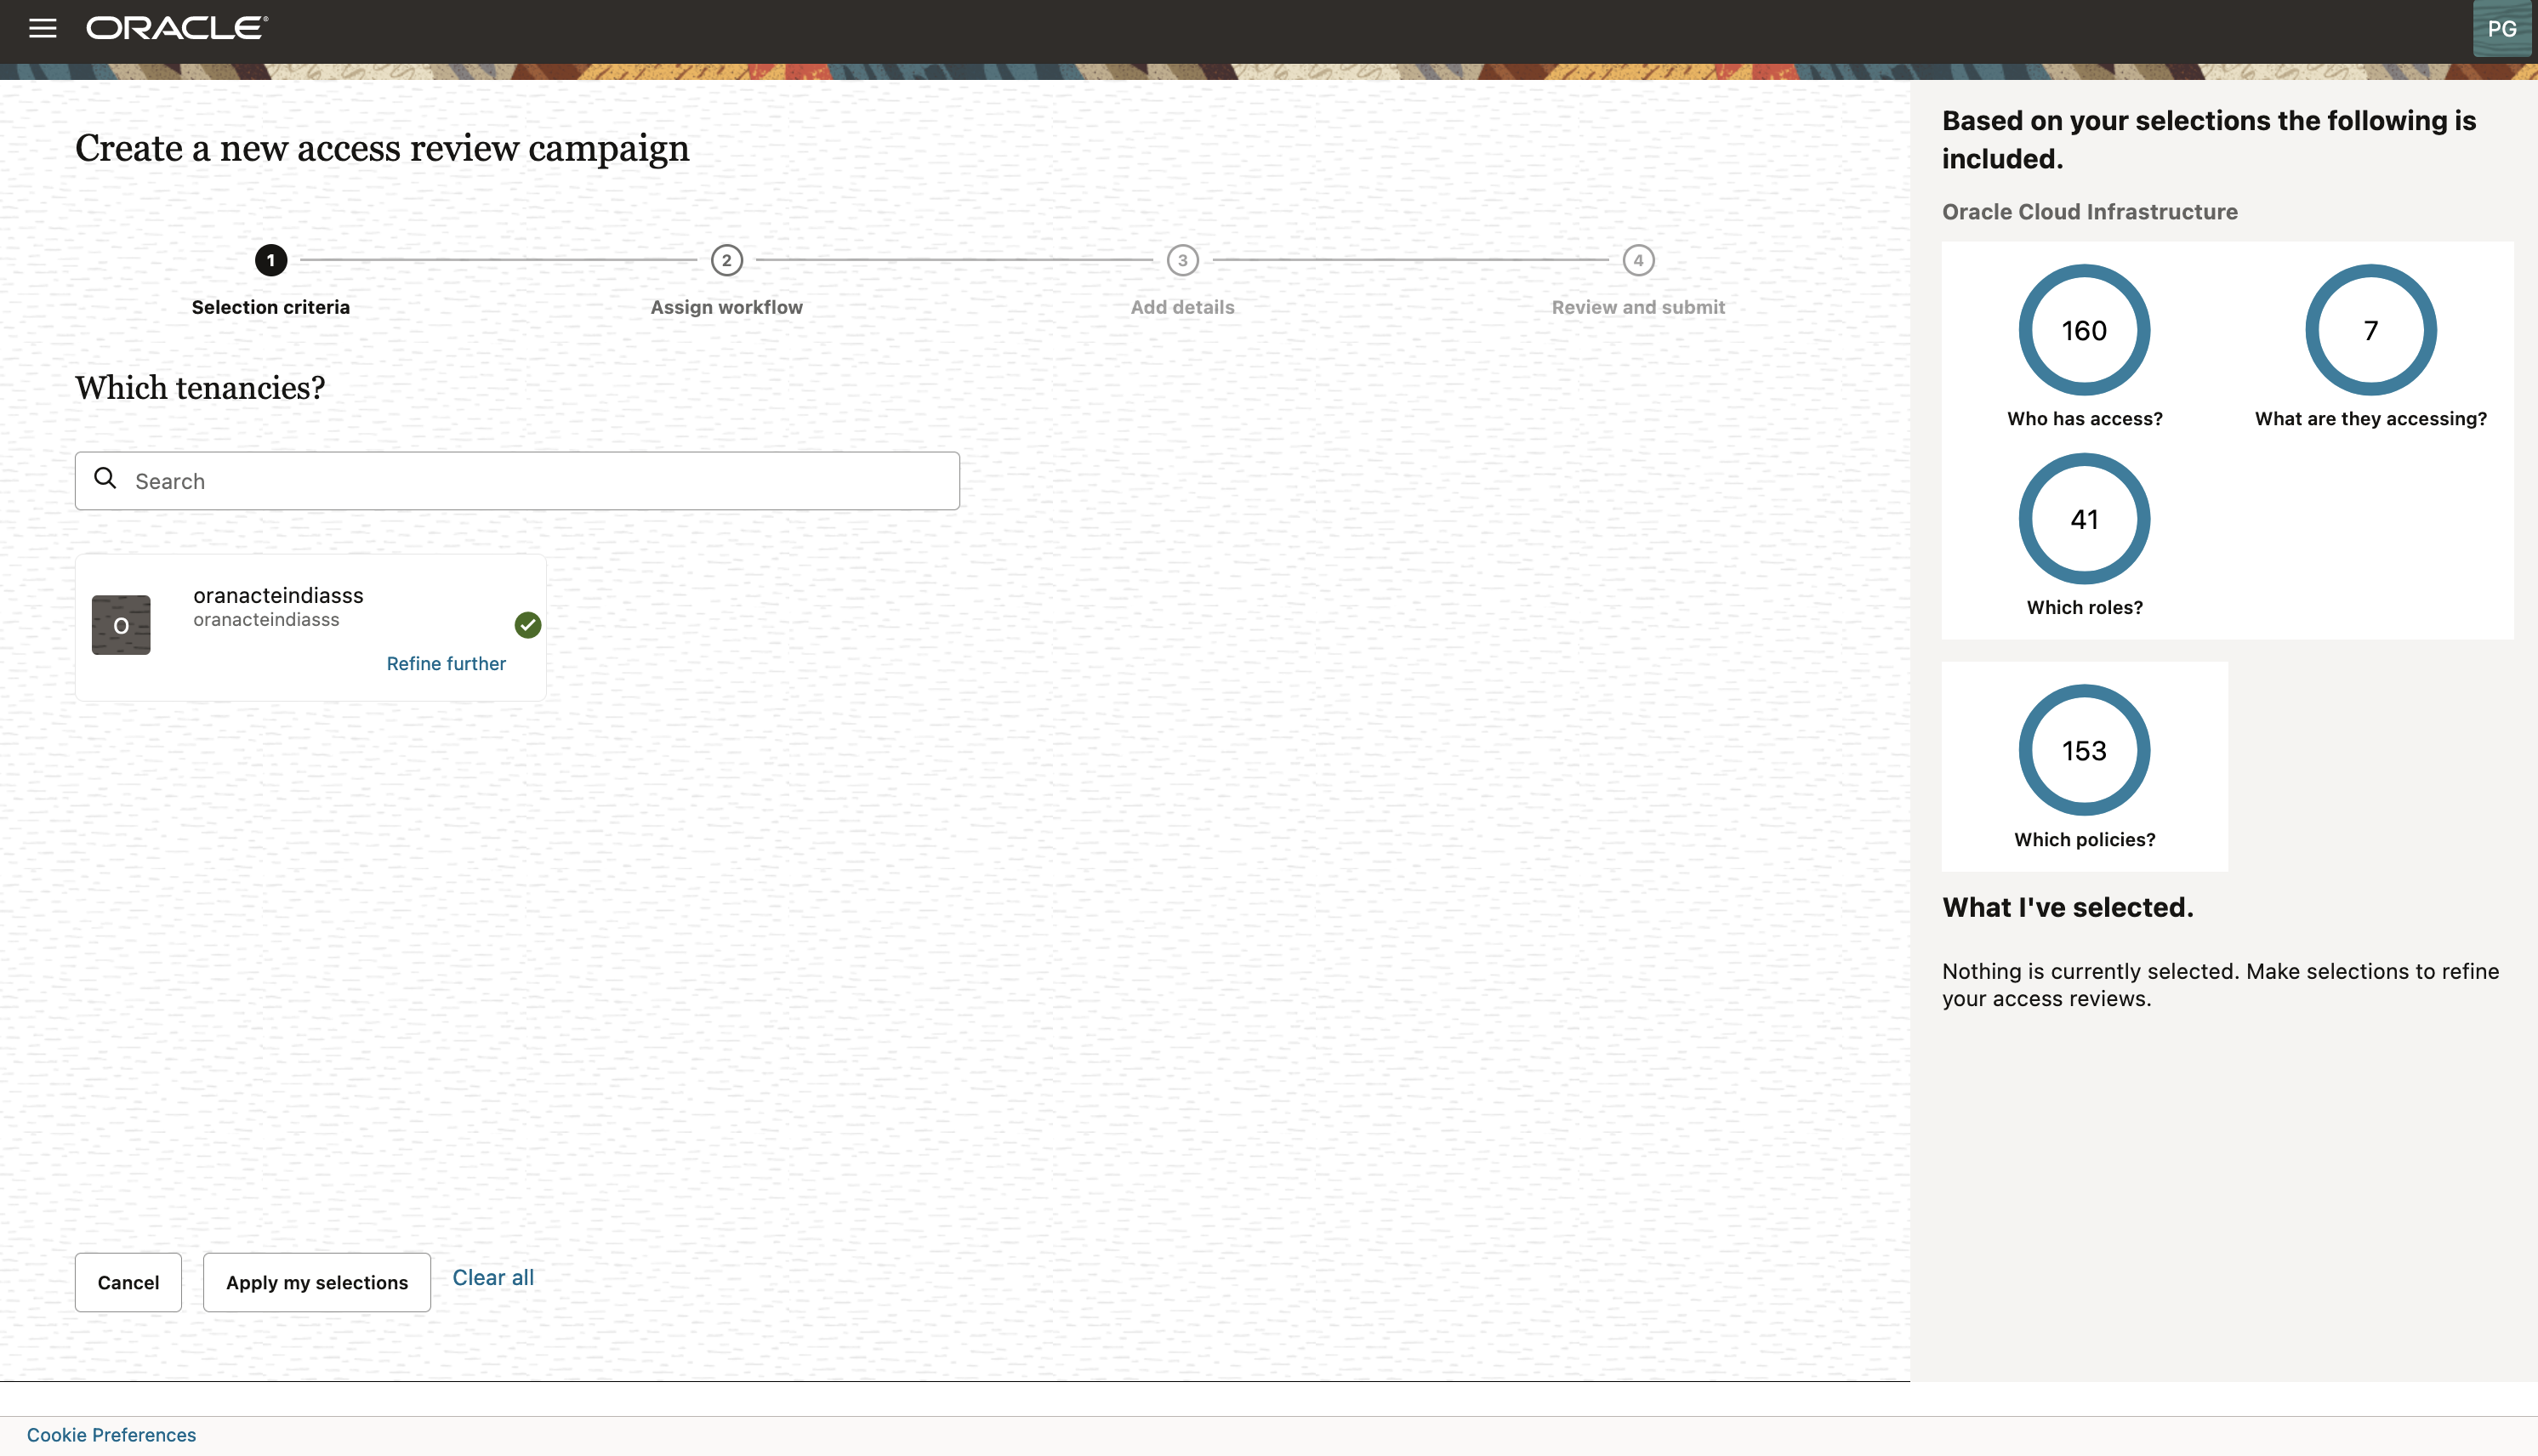 ORACLE
PG
Create a new access review campaign
1
2
3
4
Selection criteria
Assign workflow
Add details
Review and submit
Which tenancies?
Search
O
oranacteindiasss
oranacteindiasss
Refine further
Cancel
Apply my selections
Clear all
Based on your selections the following is
included.
Oracle Cloud Infrastructure
160
7
Who has access?
What are they accessing?
41
Which roles?
153
Which policies?
What I've selected.
Nothing is currently selected. Make selections to refine
your access reviews.
Cookie Preferences